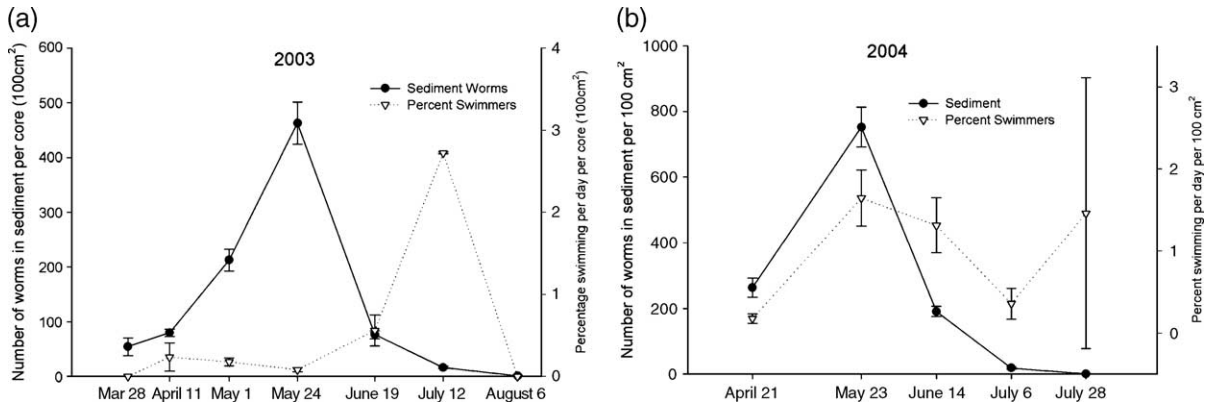 (a)
2003
Number of worms in sediment per core (100cm²)
600
500
400
300
200
100
0
Sediment Worms
Percent Swimmers
4
3
2
1
0
Percentage swimming per day per core (100cm²)
Mar 28 April 11 May 1 May 24 June 19 July 12 August 6
(b)
2004
Number of worms in sediment per 100 cm²
1000
800
600
400
200
0
Sediment
Percent Swimmers
3
2
1
0
Percent swimming per day per 100 cm²
April 21 May 23 June 14 July 6 July 28